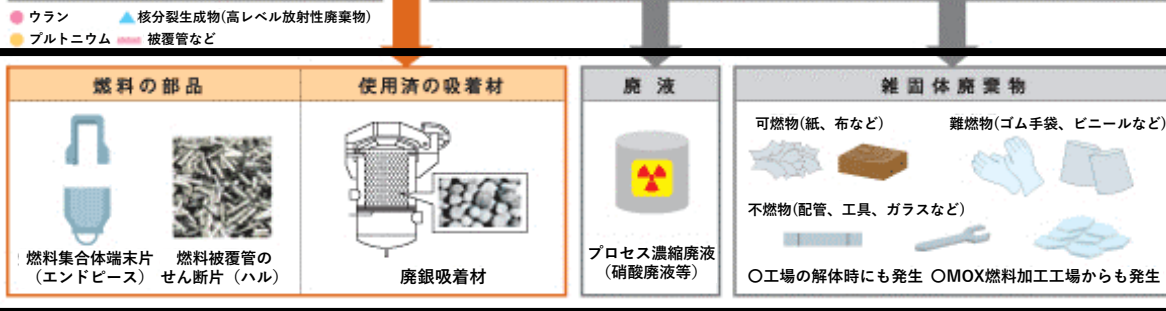 ウラン
核分裂生成物(高レベル放射性廃棄物)
プルトニウム
被覆管など
燃料の部品
使用済の吸着材
廃液
雑固体廃棄物
燃料集合体端末片
（エンドピース）
燃料被覆管の
せん断片（ハル）
廃銀吸着材
プロセス濃縮廃液
（硝酸廃液等）
可燃物(紙、布など)
難燃物(ゴム手袋、ビニールなど)
不燃物(配管、工具、ガラスなど)
〇工場の解体時にも発生
〇MOX燃料加工工場からも発生